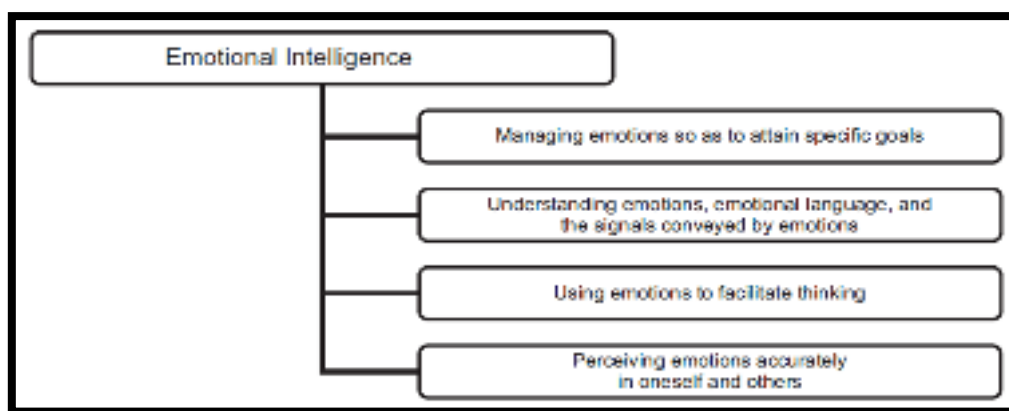 Emotional Intelligence
Managing emotions so as to attain specific goals
Understanding emotions, emotional language, and
the signals conveyed by emotions
Using emotions to facilitate thinking
Perceiving emotions accurately
in oneself and others